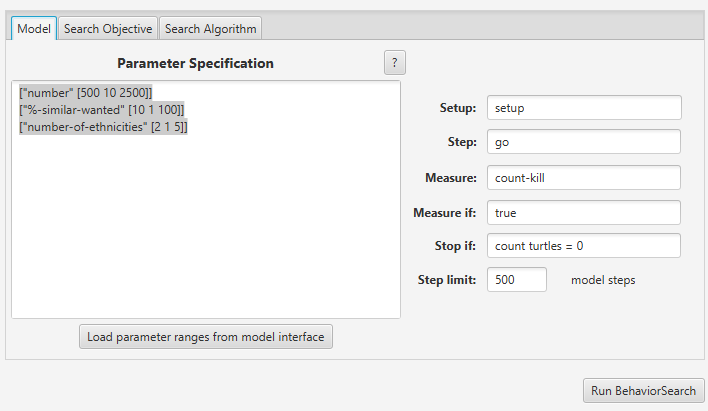 Model Search Objective Search Algorithm
Parameter Specification ?
["number" [500 10 2500]]
["%-similar-wanted" [10 1 100]]
["number-of-ethnicities" [2 1 5]]
Setup: setup
Step: go
Measure: count-kill
Measure if: true
Stop if: count turtles = 0
Step limit: 500 model steps
Load parameter ranges from model interface
Run BehaviorSearch